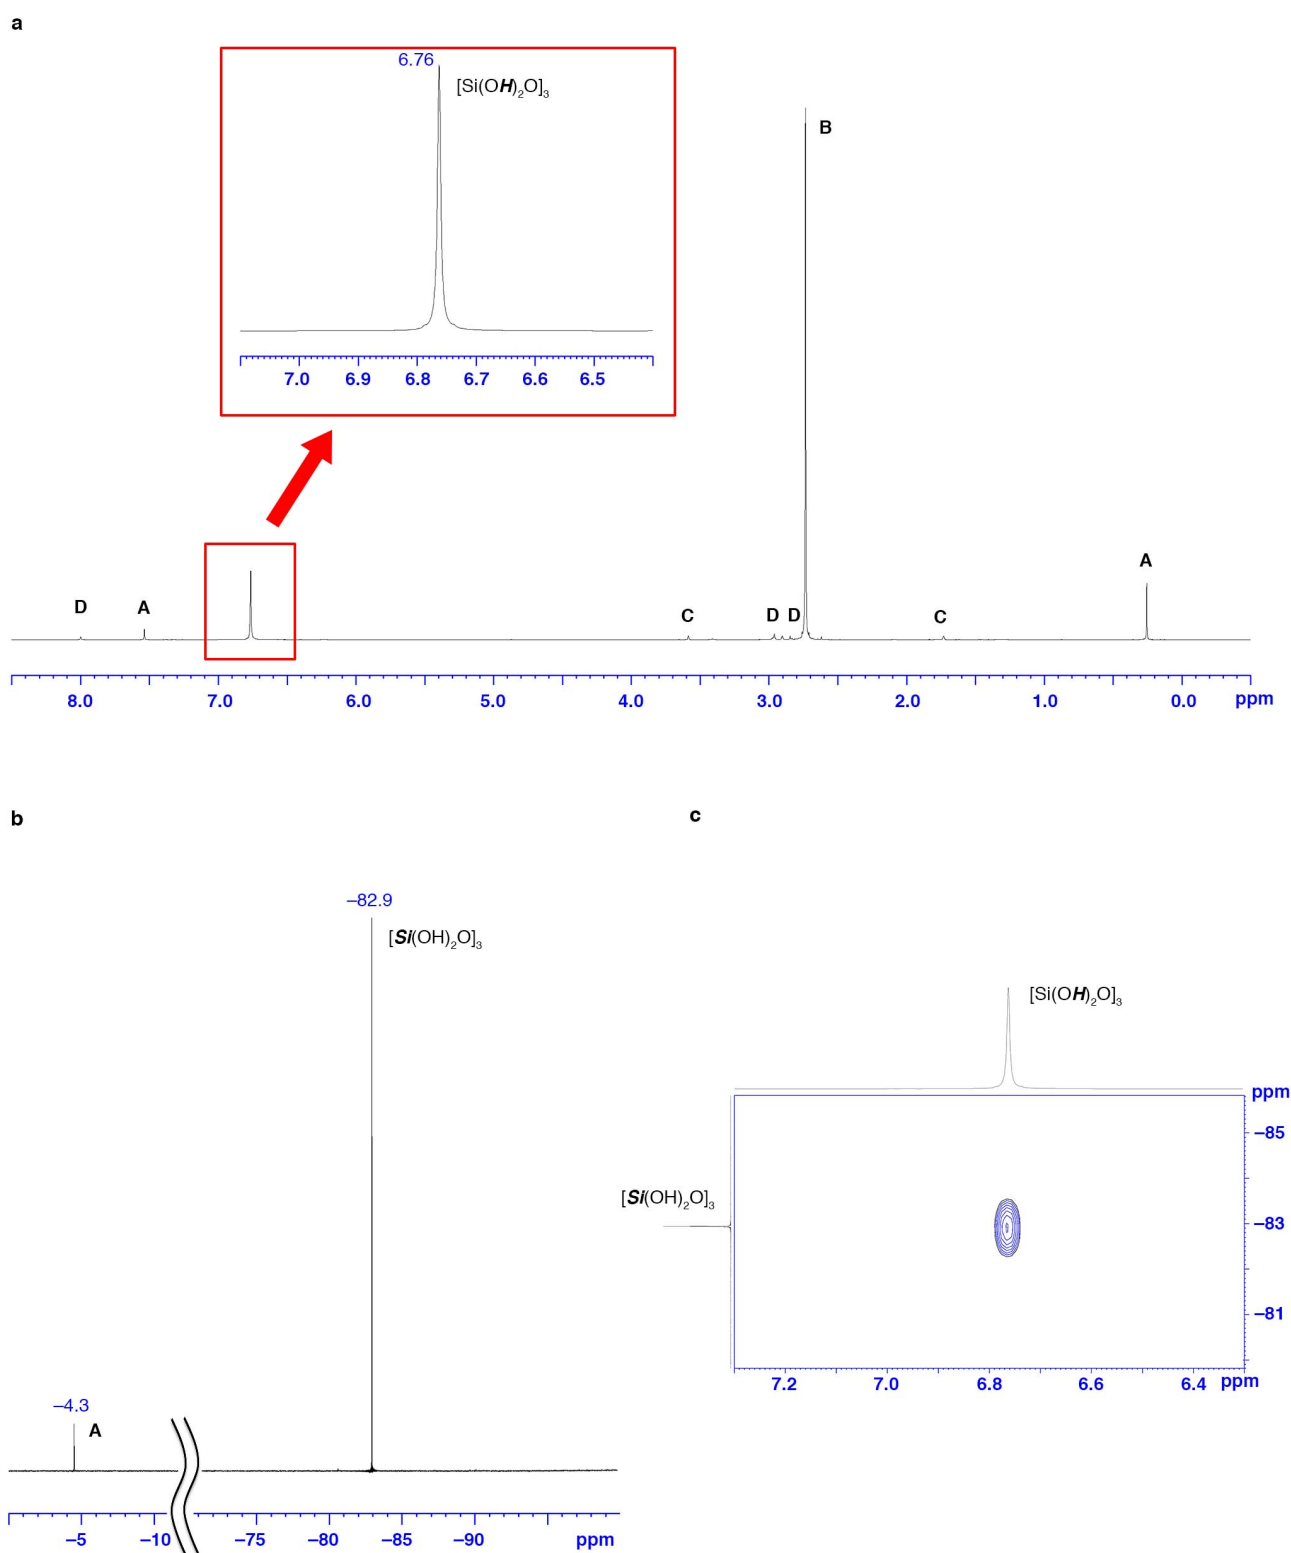 a
6.76
[Si(OH)₂O]₃
7.0 6.9 6.8 6.7 6.6 6.5
B
A
D A C D D C
8.0 7.0 6.0 5.0 4.0 3.0 2.0 1.0 0.0 ppm
b
c
–82.9
[Si(OH)₂O]₃
[Si(OH)₂O]₃
ppm
–85
[Si(OH)₂O]₃
–83
–81
7.2 7.0 6.8 6.6 6.4 ppm
–4.3
A
–5 –10 –75 –80 –85 –90 ppm